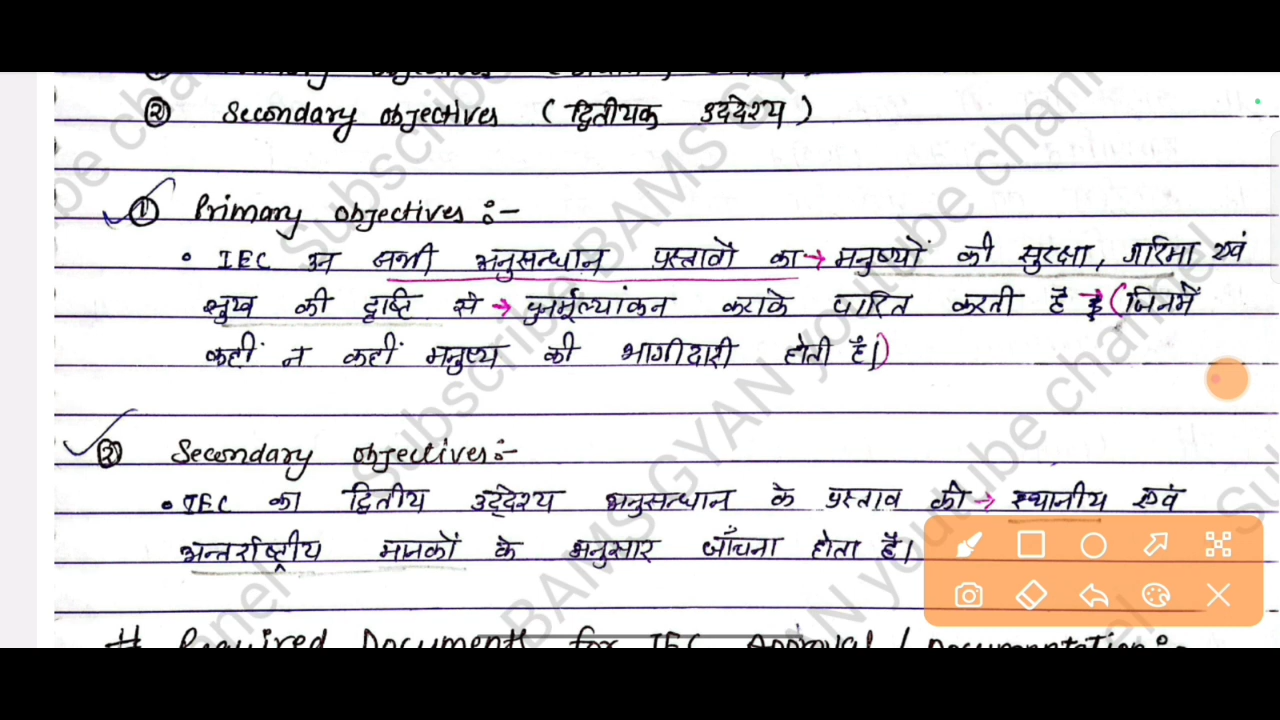 ② Secondary objectives (द्वितीयक उद्देश्य)
① Primary objectives :-
• IEC उन सभी अनुसन्धान प्रस्तावों का → मनुष्यों की सुरक्षा, गरिमा एवं
सुख की दृष्टि से → पुनर्मूल्यांकन कराके पारित करती है → (जिनमें
कहीं न कहीं मनुष्य की भागीदारी होती है।)
② Secondary objectives:-
• IEC का द्वितीय उद्देश्य अनुसन्धान के प्रस्ताव की → स्थानीय एवं
अन्तर्राष्ट्रीय मानकों के अनुसार जाँचना होता है।
# Required Documents for IEC Approval / Documentation:-